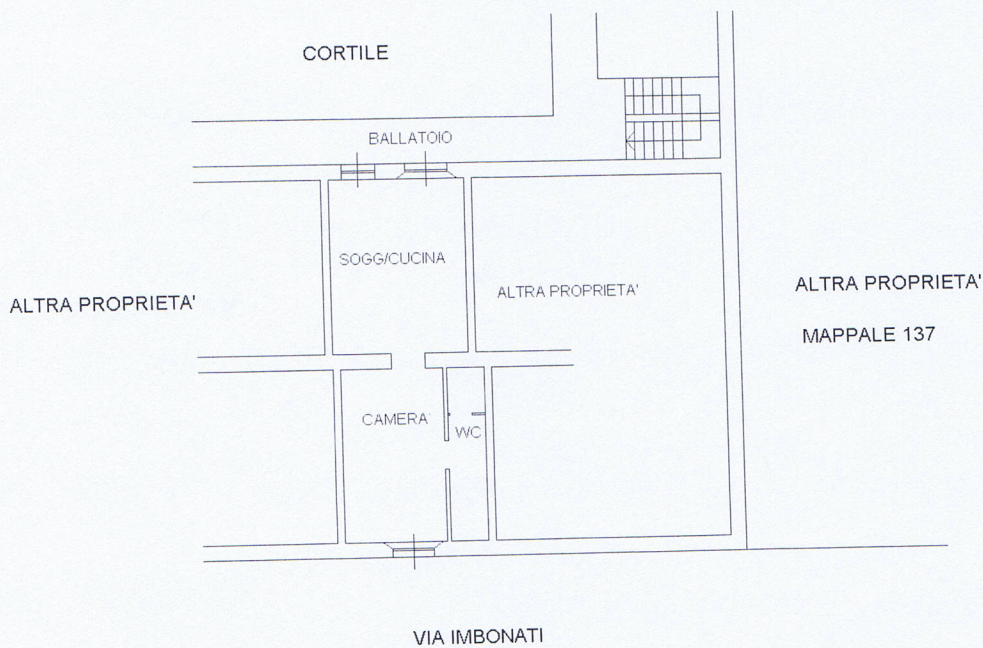 CORTILE
BALLATOIO
SOGG/CUCINA
ALTRA PROPRIETA'
ALTRA PROPRIETA'
ALTRA PROPRIETA'
MAPPALE 137
CAMERA
WC
VIA IMBONATI